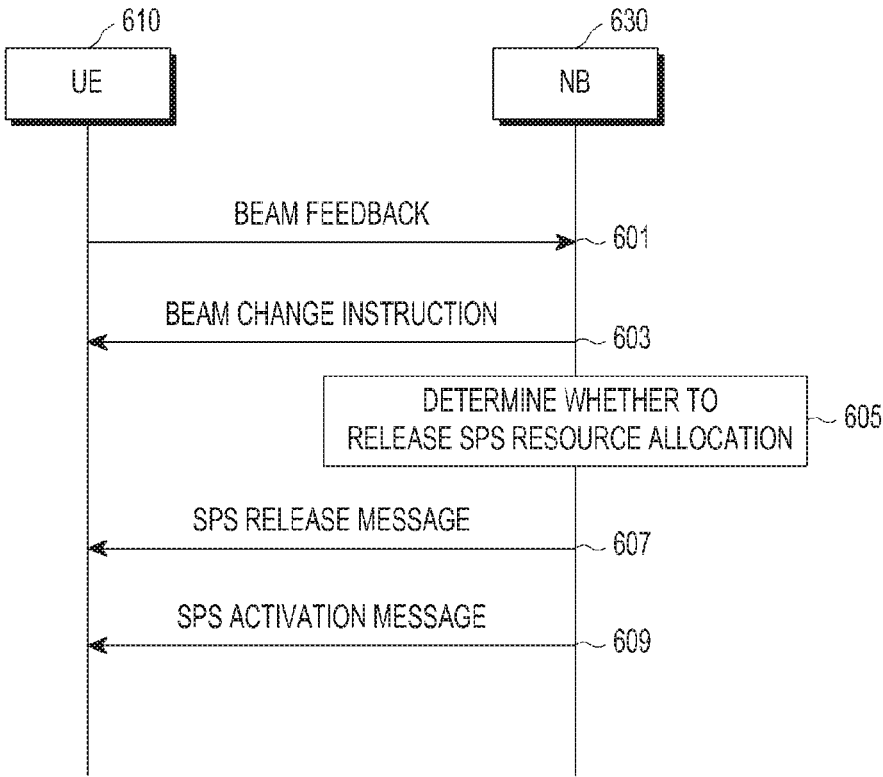 610
630
UE
NB
BEAM FEEDBACK
601
BEAM CHANGE INSTRUCTION
603
DETERMINE WHETHER TO
RELEASE SPS RESOURCE ALLOCATION
605
SPS RELEASE MESSAGE
607
SPS ACTIVATION MESSAGE
609